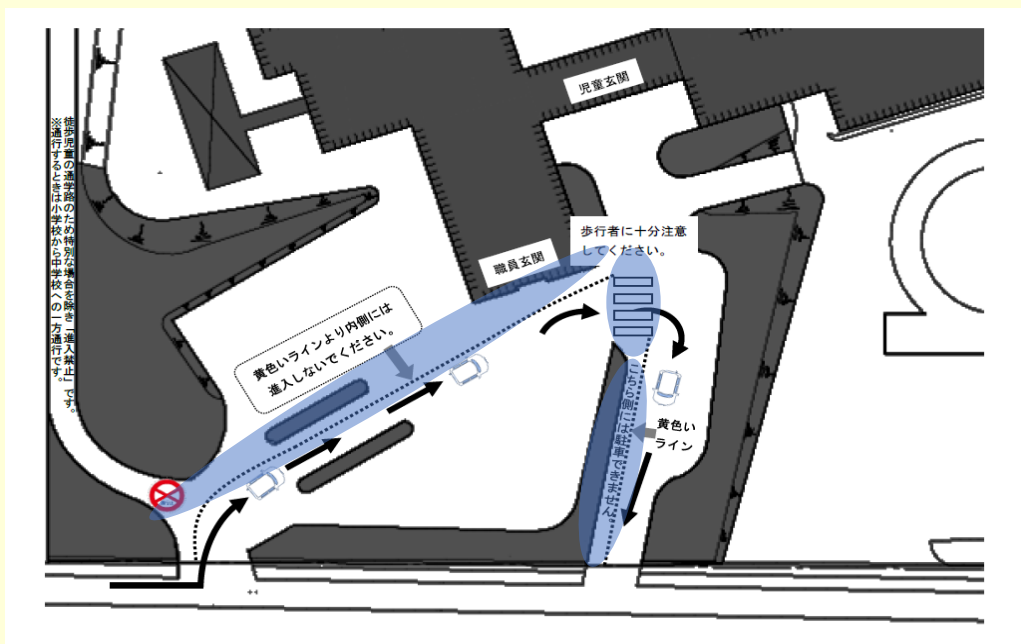 徒歩児童の通学路のため特別な場合を除き「進入禁止」です。
※通行するときは小学校から中学校への一方通行です。
児童玄関
歩行者に十分注意
してください。
職員玄関
黄色いラインより内側には
進入しないでください。
こちら側には駐車できません。
黄色い
ライン